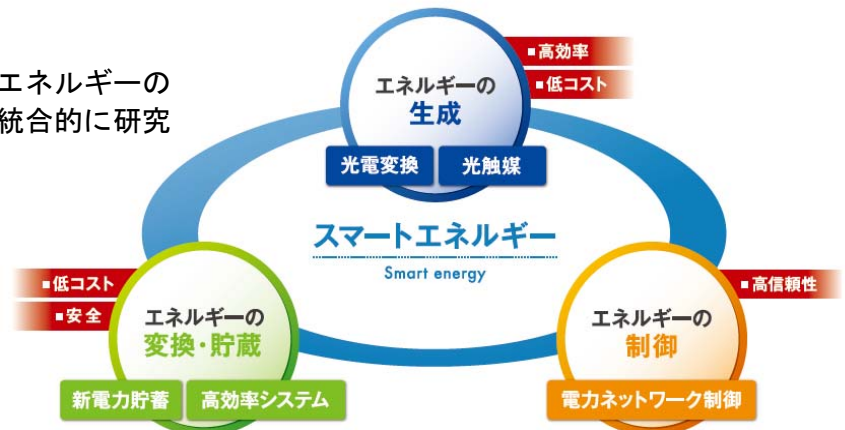 エネルギーの
統合的に研究
■高効率
■低コスト
エネルギーの
生成
光電変換
光触媒
スマートエネルギー
Smart energy
■低コスト
■安全
エネルギーの
変換・貯蔵
新電力貯蓄
高効率システム
■高信頼性
エネルギーの
制御
電力ネットワーク制御